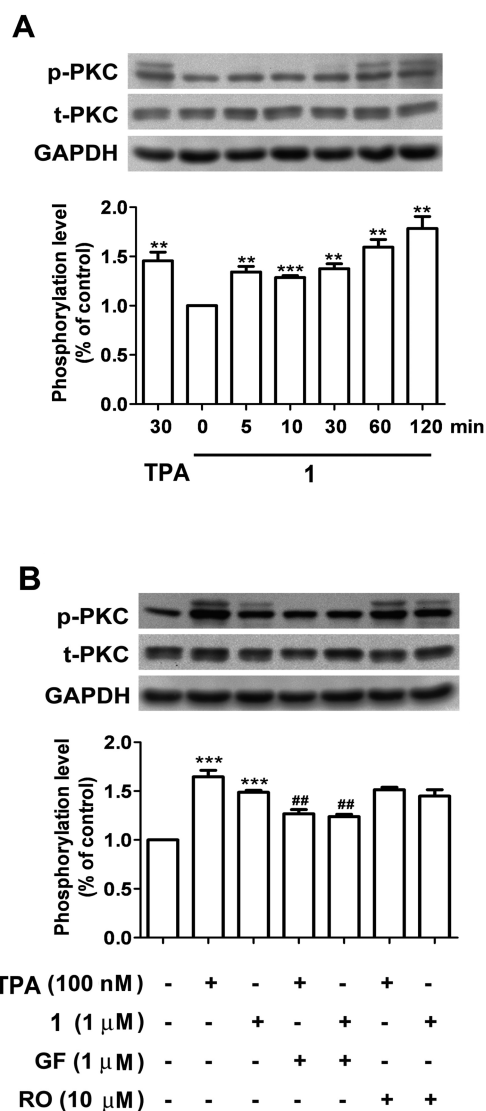 A
p-PKC
t-PKC
GAPDH
Phosphorylation level
(% of control)
2.0
1.5
1.0
0.5
0.0
** ** *** ** ** **
30 0 5 10 30 60 120 min
TPA 1
B
p-PKC
t-PKC
GAPDH
Phosphorylation level
(% of control)
2.0
1.5
1.0
0.5
0.0
*** *** ## ##
TPA (100 nM) - + - + - + -
1 (1 μM) - - + - + - +
GF (1 μM) - - - + + - -
RO (10 μM) - - - - - + +